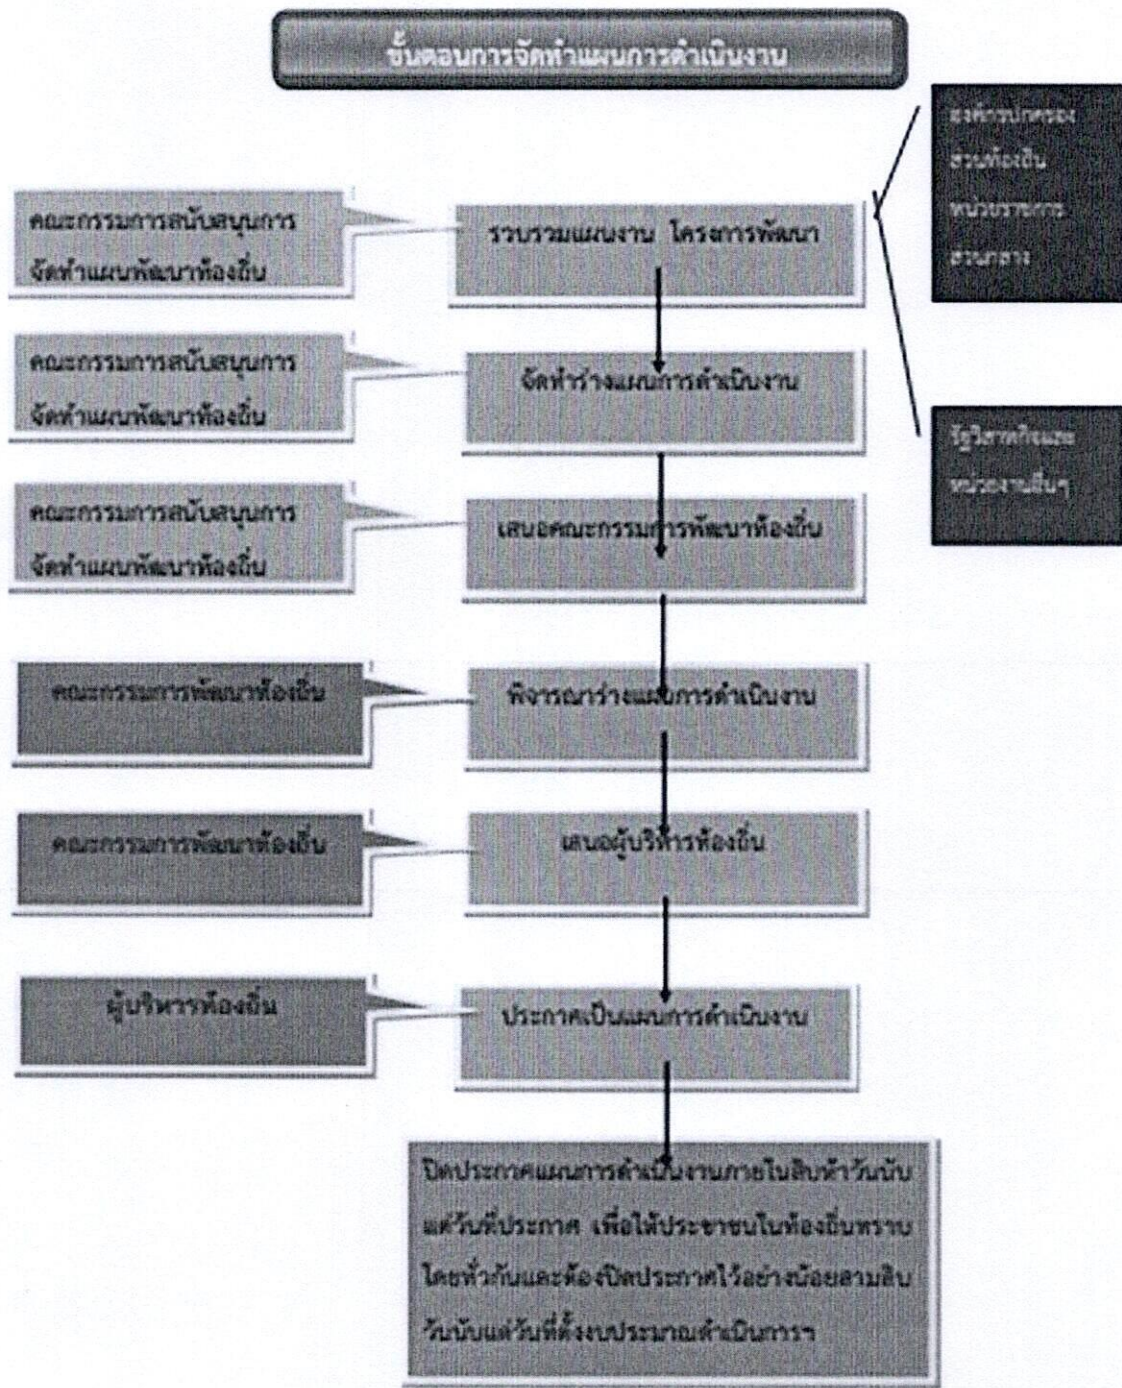 ขั้นตอนการจัดทำแผนการดำเนินงาน
องค์กรปกครอง
ส่วนท้องถิ่น
หน่วยราชการ
ส่วนกลาง
คณะกรรมการสนับสนุนการ
จัดทำแผนพัฒนาท้องถิ่น
รวบรวมแผนงาน โครงการพัฒนา
คณะกรรมการสนับสนุนการ
จัดทำแผนพัฒนาท้องถิ่น
จัดทำร่างแผนการดำเนินงาน
รัฐวิสาหกิจและ
หน่วยงานอื่นๆ
คณะกรรมการสนับสนุนการ
จัดทำแผนพัฒนาท้องถิ่น
เสนอคณะกรรมการพัฒนาท้องถิ่น
คณะกรรมการพัฒนาท้องถิ่น
พิจารณาร่างแผนการดำเนินงาน
คณะกรรมการพัฒนาท้องถิ่น
เสนอผู้บริหารท้องถิ่น
ผู้บริหารท้องถิ่น
ประกาศเป็นแผนการดำเนินงาน
ปิดประกาศแผนการดำเนินงานภายในสิบห้าวันนับ
แต่วันที่ประกาศ เพื่อให้ประชาชนในท้องถิ่นทราบ
โดยทั่วกันและต้องปิดประกาศไว้อย่างน้อยสามสิบ
วันนับแต่วันที่ตั้งงบประมาณดำเนินการฯ